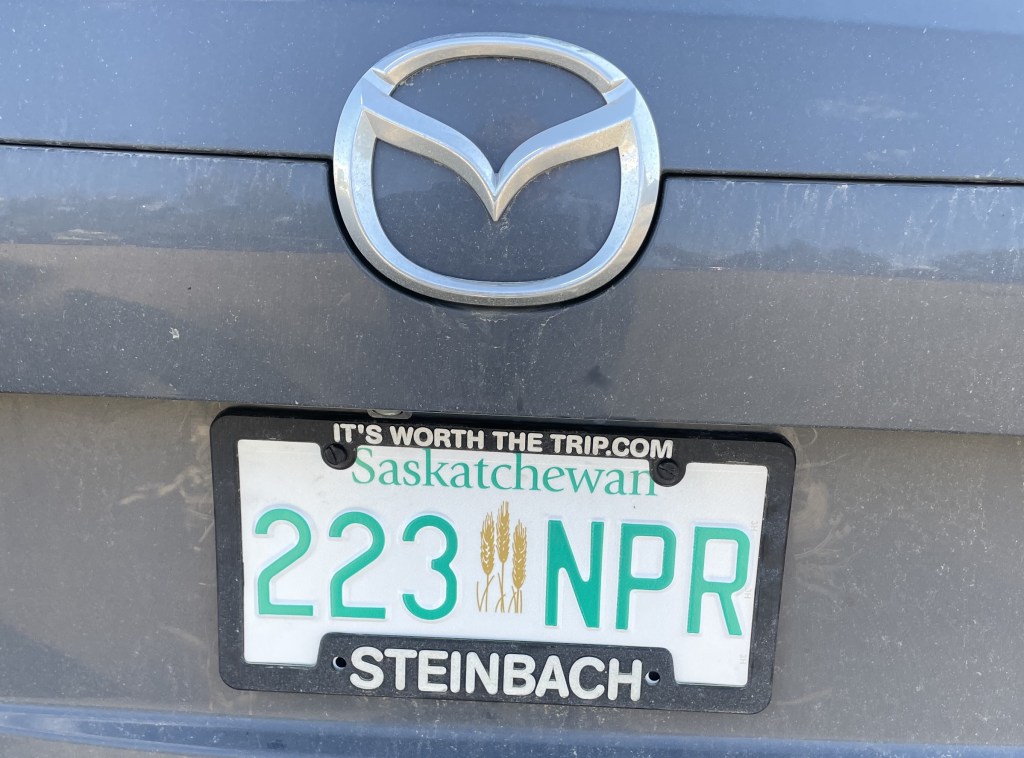 IT'S WORTH THE TRIP.COM
Saskatchewan
223 NPR
STEINBACH